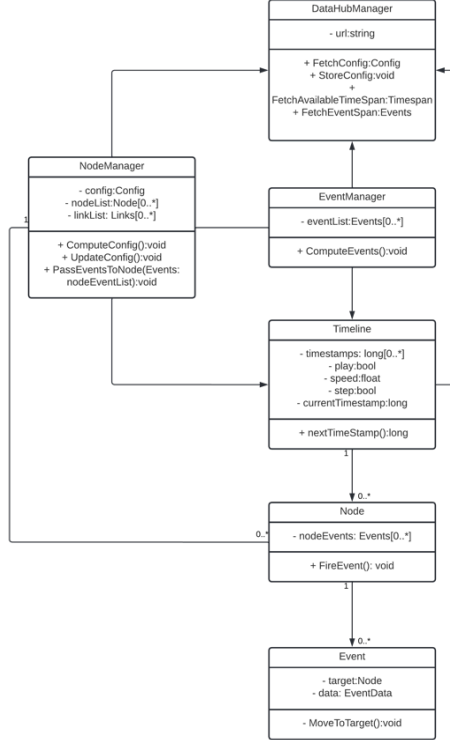 DataHubManager
- url:string
+ FetchConfig:Config
+ StoreConfig:void
+
FetchAvailableTimeSpan:Timespan
+ FetchEventSpan:Events
NodeManager
- config:Config
- nodeList:Node[0..*]
- linkList: Links[0..*]
+ ComputeConfig():void
+ UpdateConfig():void
+ PassEventsToNode(Events:
nodeEventList):void
1
EventManager
- eventList:Events[0..*]
+ ComputeEvents():void
Timeline
- timestamps: long[0..*]
- play:bool
- speed:float
- step:bool
- currentTimestamp:long
+ nextTimeStamp():long
1
0..*
Node
- nodeEvents: Events[0..*]
+ FireEvent(): void
0..*
1
0..*
Event
- target:Node
- data: EventData
- MoveToTarget():void